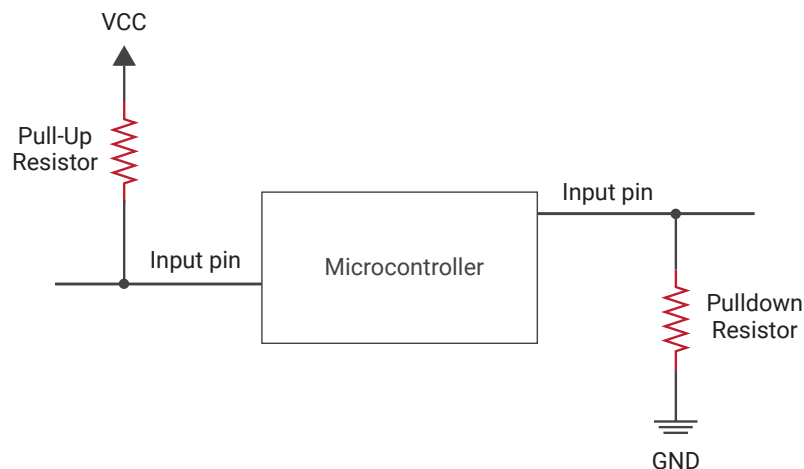 VCC
Pull-Up
Resistor
Input pin
Microcontroller
Input pin
Pulldown
Resistor
GND